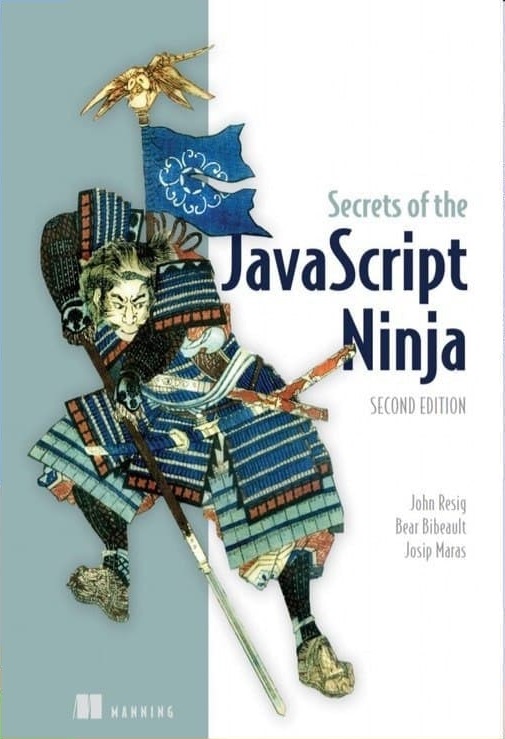 Secrets of the
JavaScript
Ninja
SECOND EDITION
John Resig
Bear Bibeault
Josip Maras
MANNING